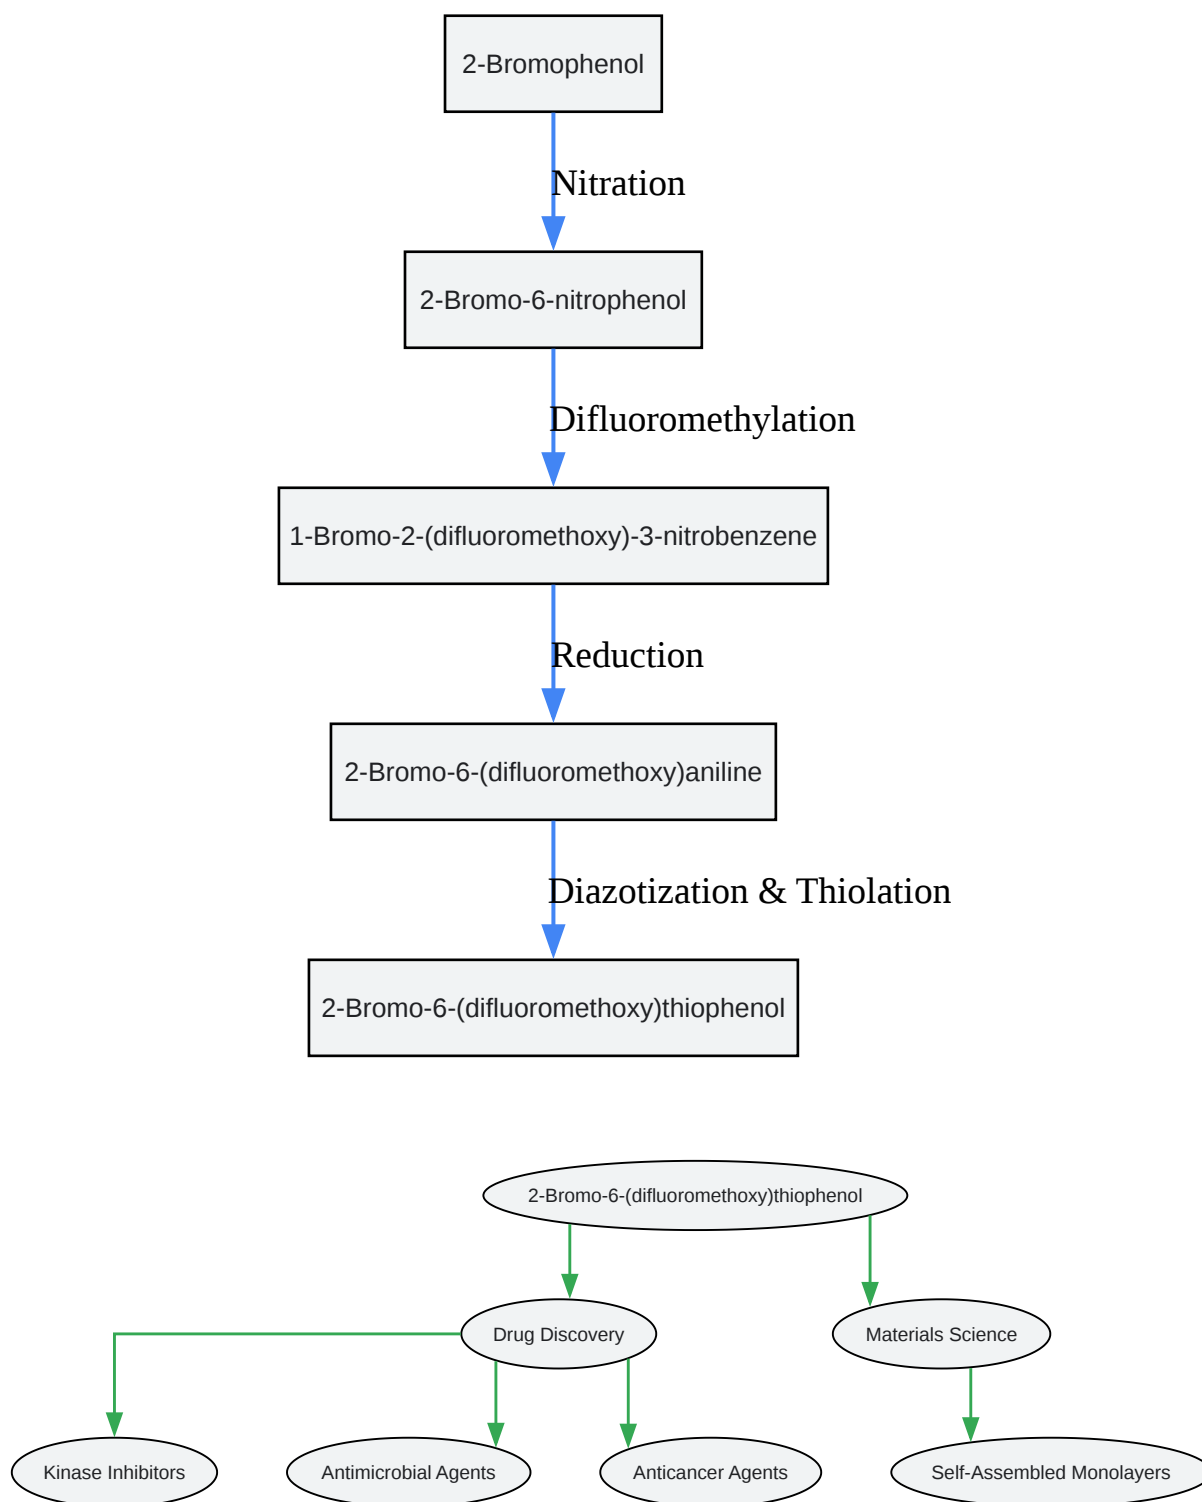 2-Bromophenol
Nitration
2-Bromo-6-nitrophenol
Difluoromethylation
1-Bromo-2-(difluoromethoxy)-3-nitrobenzene
Reduction
2-Bromo-6-(difluoromethoxy)aniline
Diazotization & Thiolation
2-Bromo-6-(difluoromethoxy)thiophenol
2-Bromo-6-(difluoromethoxy)thiophenol
Drug Discovery
Materials Science
Kinase Inhibitors
Antimicrobial Agents
Anticancer Agents
Self-Assembled Monolayers